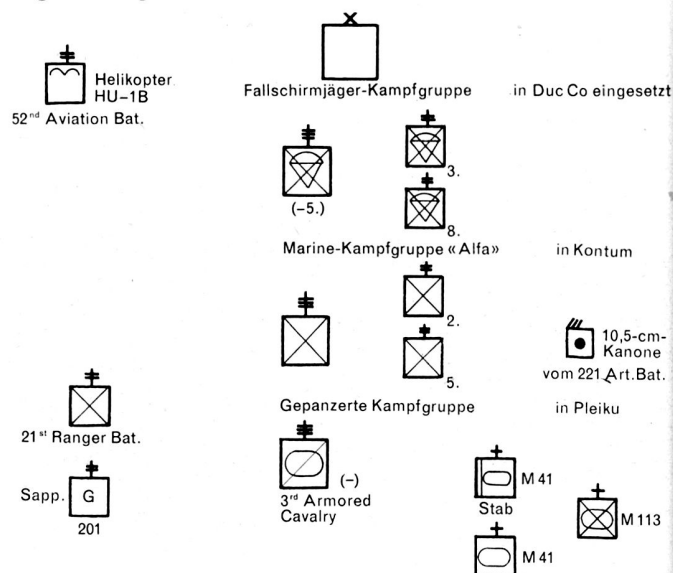 Helikopter
HU-1B
52nd Aviation Bat.
Fallschirmjäger-Kampfgruppe
in Duc Co eingesetzt
(-5.)
3.
8.
Marine-Kampfgruppe «Alfa»
in Kontum
2.
5.
10,5-cm-
Kanone
vom 221 Art.Bat.
21st Ranger Bat.
Gepanzerte Kampfgruppe
in Pleiku
(-)
3rd Armored
Cavalry
M 41
Stab
M 113
M 41
Sapp.
G
201